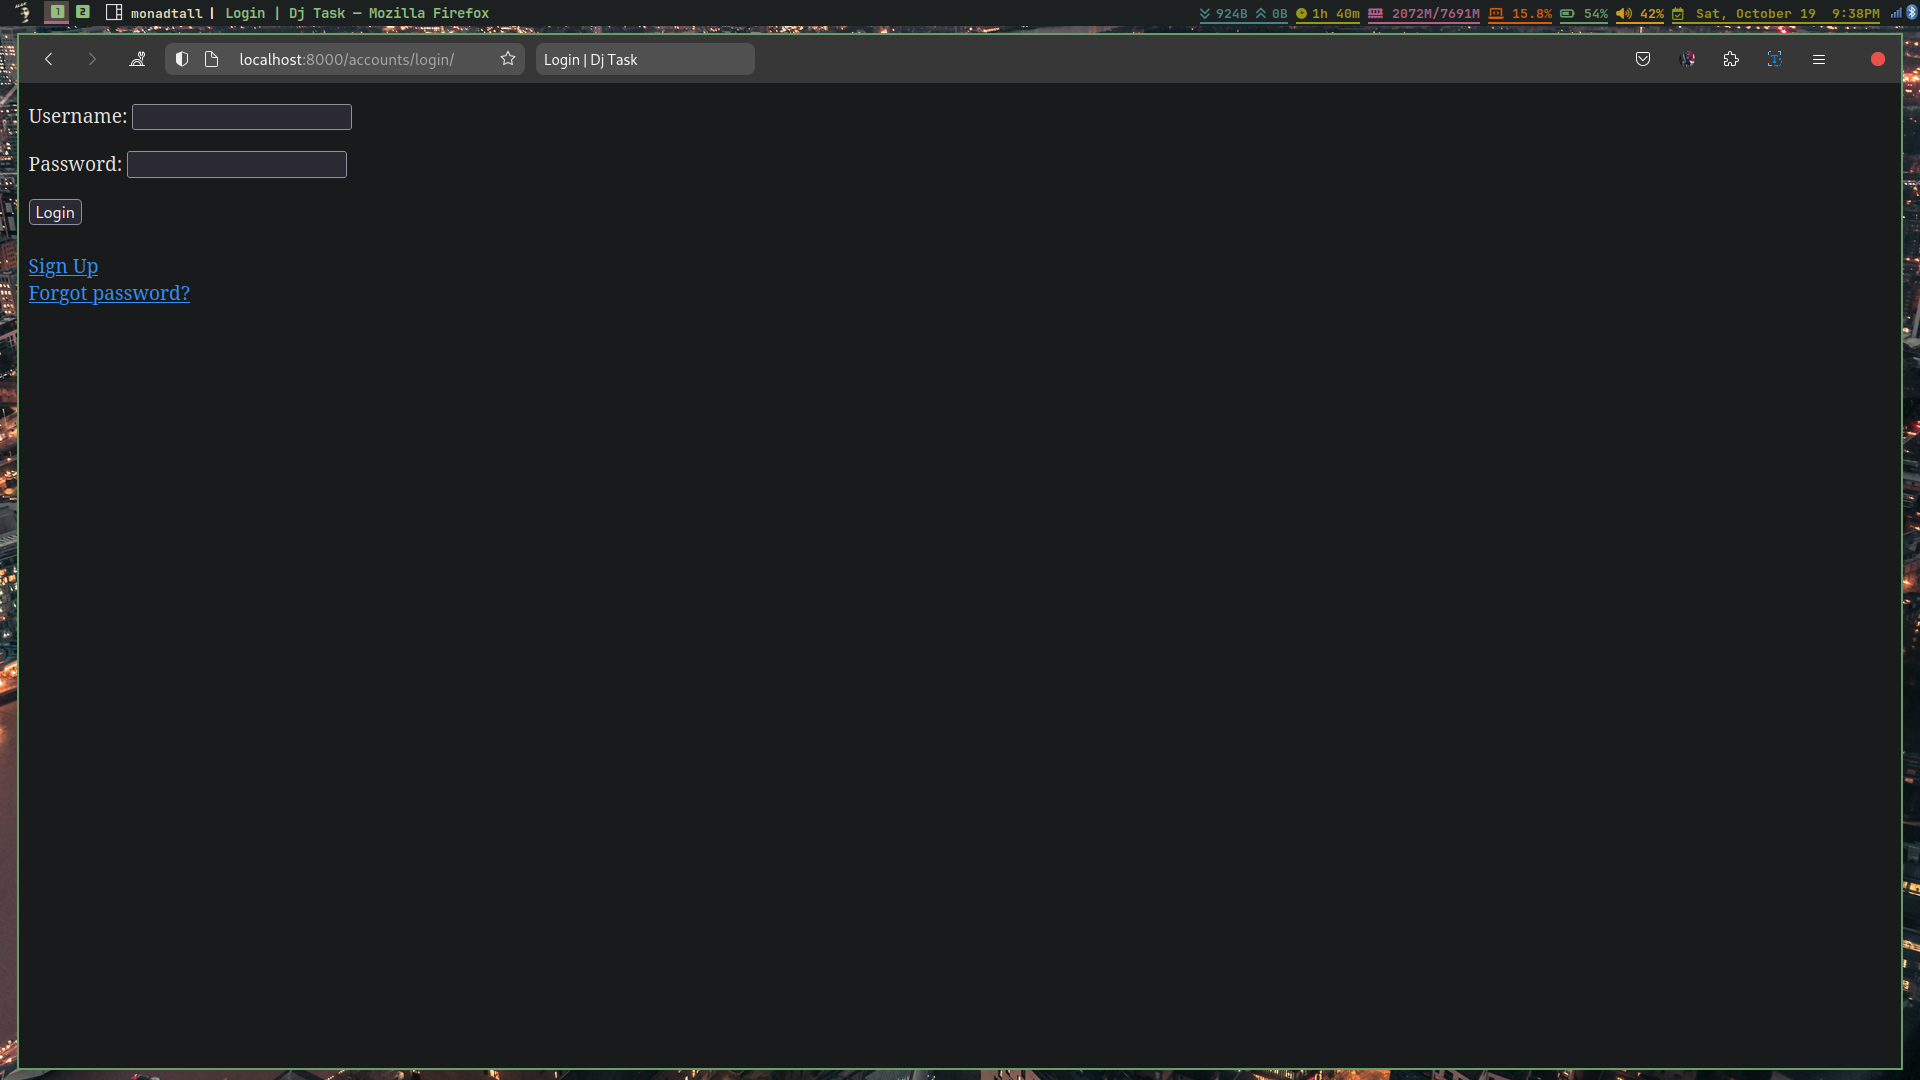 1 2 monadtall | Login | Dj Task — Mozilla Firefox 924B 0B 1h 40m 2072M/7691M 15.8% 54% 42% Sat, October 19 9:38PM
localhost:8000/accounts/login/ Login | Dj Task
Username:
Password:
Login
Sign Up
Forgot password?